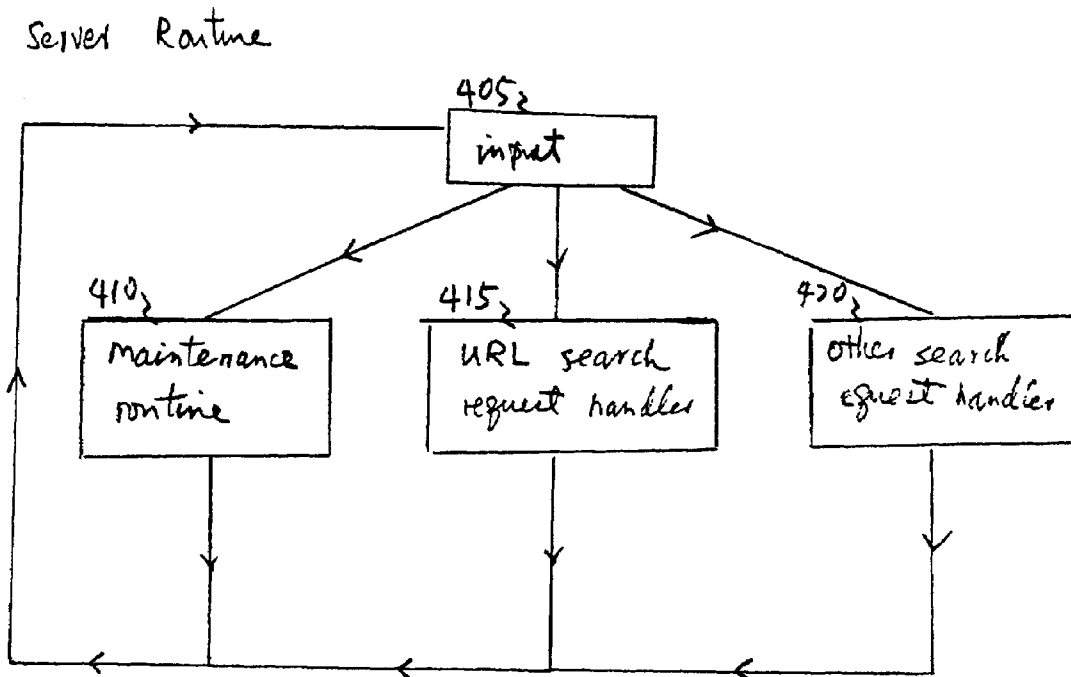 Server Routine
405
input
410
maintenance
routine
415
URL search
request handler
420
other search
request handler